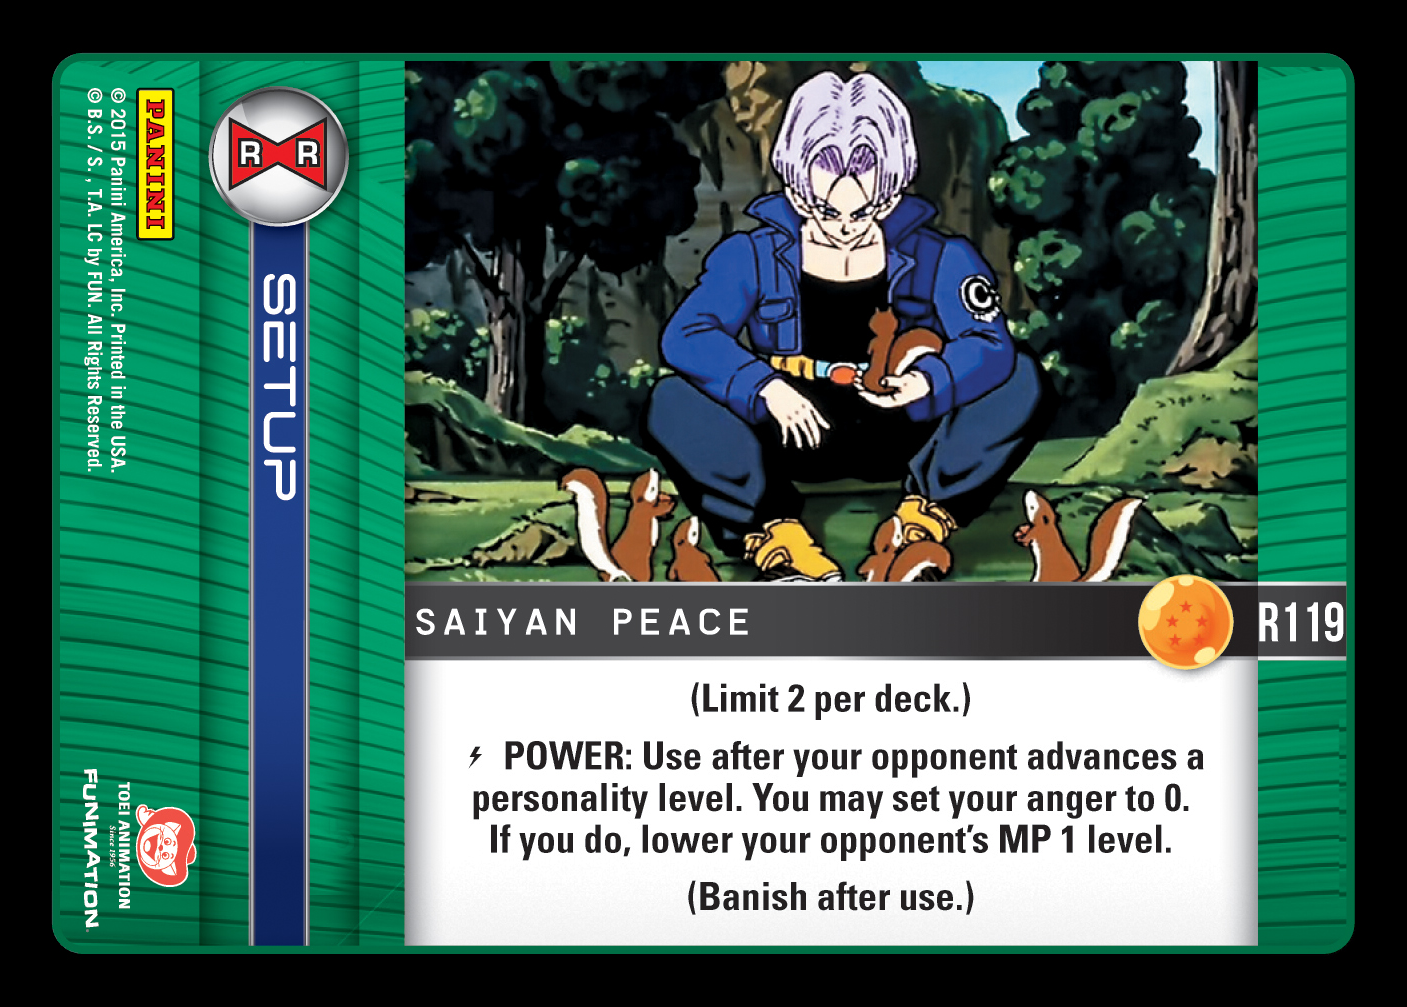 PANINI
© 2015 Panini America, Inc. Printed in the USA.
© B.S. / S. , T.A. LC by FUN. All Rights Reserved.
TOEI ANIMATION
Since 1956
FUNIMATION
R R
SETUP
C
SAIYAN PEACE
R119
(Limit 2 per deck.)
POWER: Use after your opponent advances a
personality level. You may set your anger to 0.
If you do, lower your opponent's MP 1 level.
(Banish after use.)